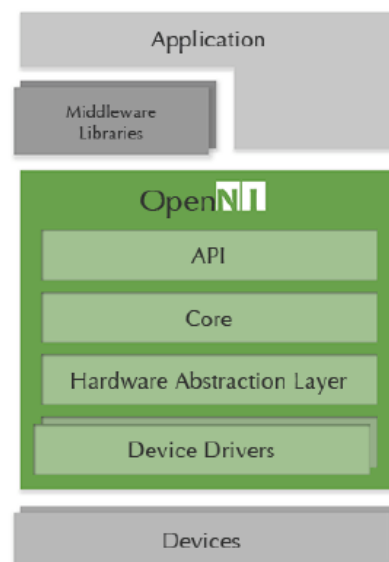 Application
Middleware
Libraries
OpenNI
API
Core
Hardware Abstraction Layer
Device Drivers
Devices